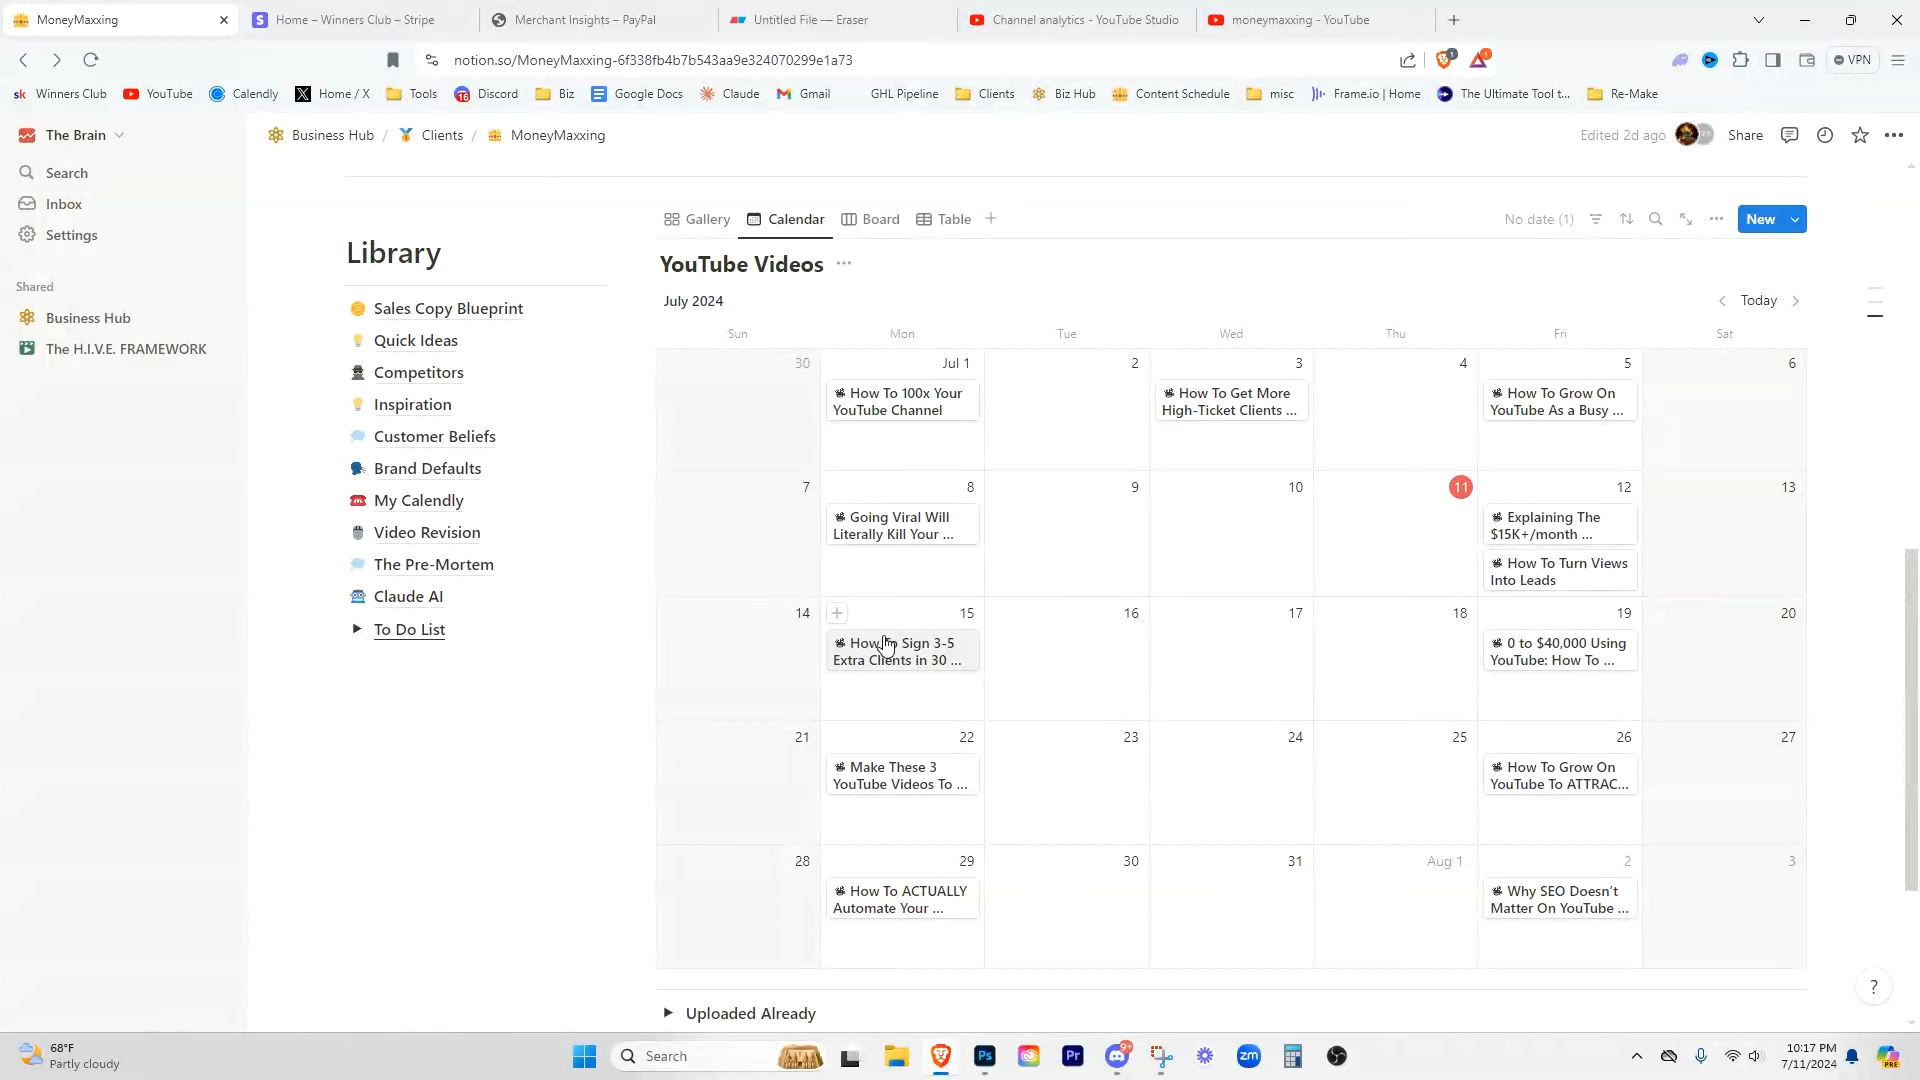 MoneyMaxxing
Home – Winners Club – Stripe
Merchant Insights – PayPal
Untitled File — Eraser
Channel analytics - YouTube Studio
moneymaxxing - YouTube
notion.so/MoneyMaxxing-6f338fb4b7b543aa9e324070299e1a73
1
1
VPN
sk Winners Club
YouTube
Calendly
Home / X
Tools
16 Discord
Biz
Google Docs
Claude
Gmail
GHL Pipeline
Clients
Biz Hub
Content Schedule
misc
Frame.io | Home
The Ultimate Tool t...
Re-Make
The Brain
Business Hub / Clients / MoneyMaxxing
Edited 2d ago
Share
Search
Inbox
Settings
Shared
Business Hub
The H.I.V.E. FRAMEWORK
Library
Sales Copy Blueprint
Quick Ideas
Competitors
Inspiration
Customer Beliefs
Brand Defaults
My Calendly
Video Revision
The Pre-Mortem
Claude AI
To Do List
Gallery
Calendar
Board
Table
No date (1)
New
YouTube Videos
July 2024
Today
Sun Mon Tue Wed Thu Fri Sat
30 Jul 1 2 3 4 5 6
How To 100x Your
YouTube Channel
How To Get More
High-Ticket Clients ...
How To Grow On
YouTube As a Busy ...
7 8 9 10 11 12 13
Going Viral Will
Literally Kill Your ...
Explaining The
$15K+/month ...
How To Turn Views
Into Leads
14 15 16 17 18 19 20
How To Sign 3-5
Extra Clients in 30 ...
0 to $40,000 Using
YouTube: How To ...
21 22 23 24 25 26 27
Make These 3
YouTube Videos To ...
How To Grow On
YouTube To ATTRAC...
28 29 30 31 Aug 1 2 3
How To ACTUALLY
Automate Your ...
Why SEO Doesn't
Matter On YouTube ...
Uploaded Already
?
68°F
Partly cloudy
Search
Ps
Pr
9+
zm
10:17 PM
7/11/2024
PRE